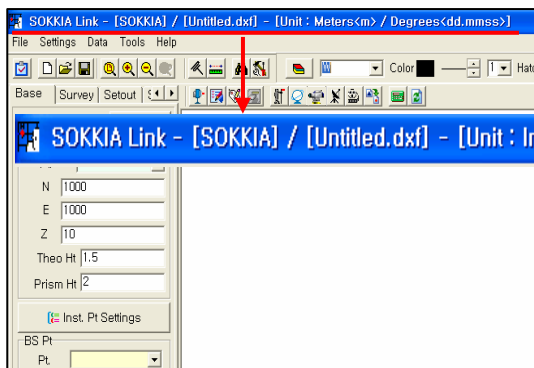 SOKKIA Link - [SOKKIA] / [Untitled.dxf] - [Unit : Meters<m> / Degrees<dd.mmss>]
File Settings Data Tools Help
W Color 1
Base Survey Setout
SOKKIA Link - [SOKKIA] / [Untitled.dxf] - [Unit :
N 1000
E 1000
Z 10
Theo Ht 1.5
Prism Ht 2
Inst. Pt Settings
BS Pt
Pt.